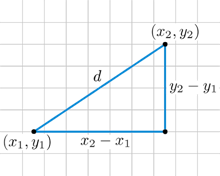 (x₂, y₂)
d
y₂ − y₁
(x₁, y₁)
x₂ − x₁